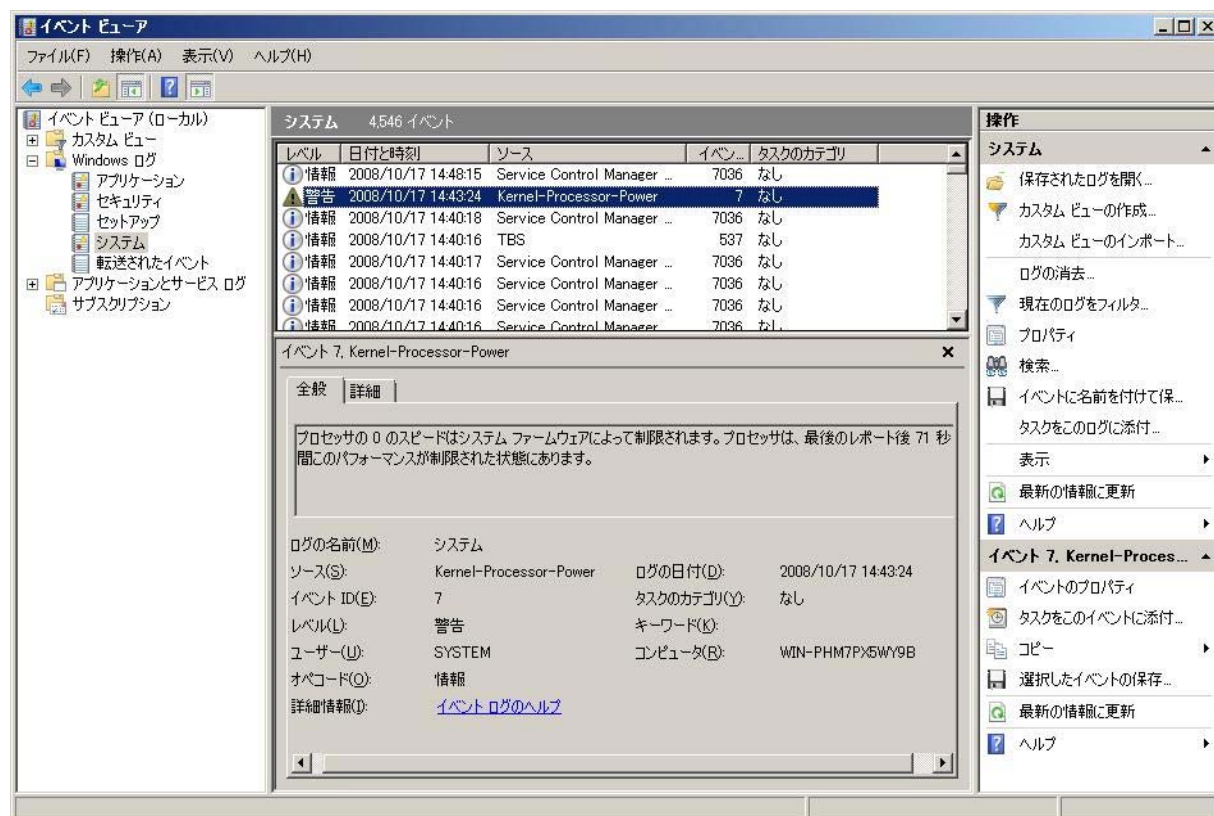 イベント ビューア
ファイル(F) 操作(A) 表示(V) ヘルプ(H)
イベント ビューア (ローカル)
カスタム ビュー
Windows ログ
アプリケーション
セキュリティ
セットアップ
システム
転送されたイベント
アプリケーションとサービス ログ
サブスクリプション
システム 4,546 イベント
レベル 日付と時刻 ソース イベン... タスクのカテゴリ
情報 2008/10/17 14:48:15 Service Control Manager ... 7036 なし
警告 2008/10/17 14:43:24 Kernel-Processor-Power 7 なし
情報 2008/10/17 14:40:18 Service Control Manager ... 7036 なし
情報 2008/10/17 14:40:16 TBS 537 なし
情報 2008/10/17 14:40:17 Service Control Manager ... 7036 なし
情報 2008/10/17 14:40:16 Service Control Manager ... 7036 なし
情報 2008/10/17 14:40:16 Service Control Manager ... 7036 なし
情報 2008/10/17 14:40:16 Service Control Manager 7036 なし
イベント 7, Kernel-Processor-Power
全般 詳細
プロセッサの 0 のスピードはシステム ファームウェアによって制限されます。プロセッサは、最後のレポート後 71 秒
間このパフォーマンスが制限された状態にあります。
ログの名前(M): システム
ソース(S): Kernel-Processor-Power ログの日付(D): 2008/10/17 14:43:24
イベント ID(E): 7 タスクのカテゴリ(Y): なし
レベル(L): 警告 キーワード(K):
ユーザー(U): SYSTEM コンピュータ(R): WIN-PHM7PX5WY9B
オペコード(O): 情報
詳細情報(I): イベント ログのヘルプ
操作
システム
保存されたログを開く...
カスタム ビューの作成...
カスタム ビューのインポート...
ログの消去...
現在のログをフィルタ...
プロパティ
検索...
イベントに名前を付けて保...
タスクをこのログに添付...
表示
最新の情報に更新
ヘルプ
イベント 7, Kernel-Proces...
イベントのプロパティ
タスクをこのイベントに添付...
コピー
選択したイベントの保存...
最新の情報に更新
ヘルプ